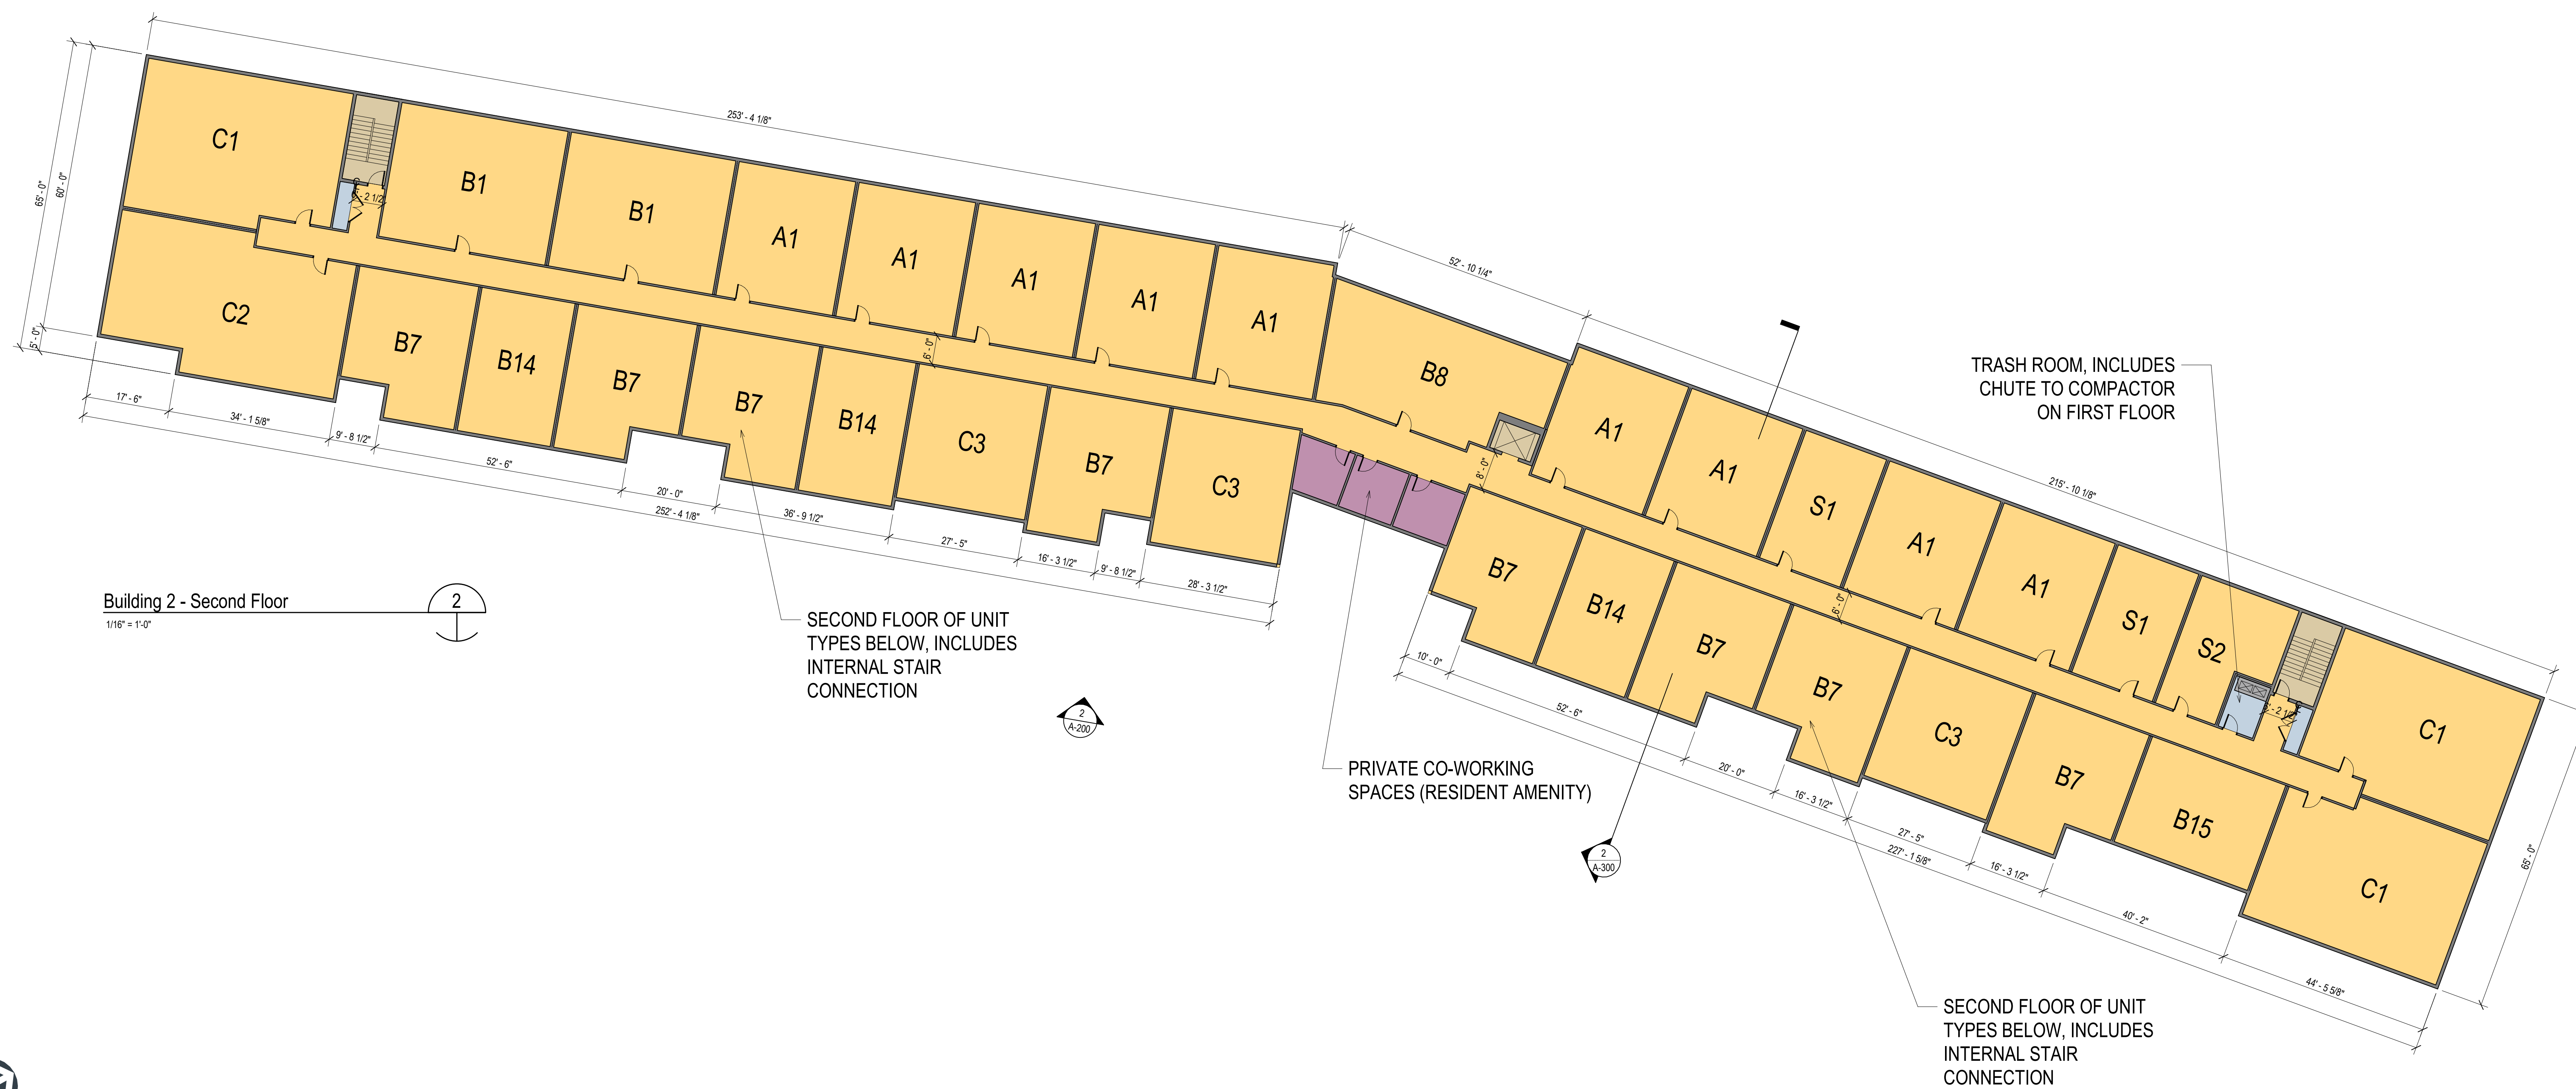 253' - 4 1/8"
65' - 0"
60' - 0"
5' - 0"
C1
B1
B1
A1
A1
A1
A1
A1
- 2 1/2"
C2
B7
B14
B7
B7
B14
C3
B7
C3
6' - 0"
17' - 6"
34' - 1 5/8"
9' - 8 1/2"
52' - 6"
20' - 0"
36' - 9 1/2"
27' - 5"
16' - 3 1/2"
9' - 8 1/2"
28' - 3 1/2"
252' - 4 1/8"
52' - 10 1/4"
B8
8' - 0"
215' - 10 1/8"
A1
A1
S1
A1
A1
S1
S2
C1
- 2 1/2"
6' - 0"
B7
B14
B7
B7
C3
B7
B15
C1
10' - 0"
52' - 6"
20' - 0"
16' - 3 1/2"
27' - 5"
16' - 3 1/2"
40' - 2"
44' - 5 5/8"
227' - 1 5/8"
65' - 0"
TRASH ROOM, INCLUDES
CHUTE TO COMPACTOR
ON FIRST FLOOR
Building 2 - Second Floor
2
1/16" = 1'-0"
SECOND FLOOR OF UNIT
TYPES BELOW, INCLUDES
INTERNAL STAIR
CONNECTION
2
A-200
PRIVATE CO-WORKING
SPACES (RESIDENT AMENITY)
2
A-300
SECOND FLOOR OF UNIT
TYPES BELOW, INCLUDES
INTERNAL STAIR
CONNECTION